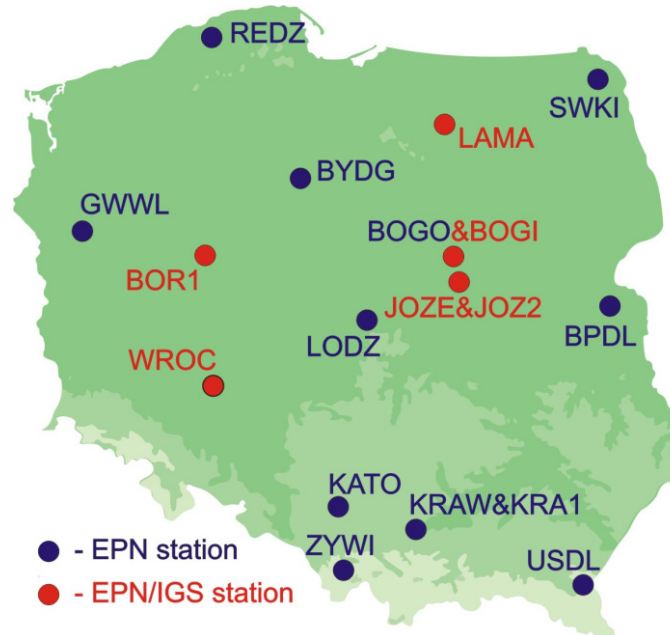 REDZ
SWKI
LAMA
BYDG
GWWL
BOGO&BOGI
BOR1
JOZE&JOZ2
BPDL
LODZ
WROC
KATO
KRAW&KRA1
- EPN station
ZYWI
USDL
- EPN/IGS station